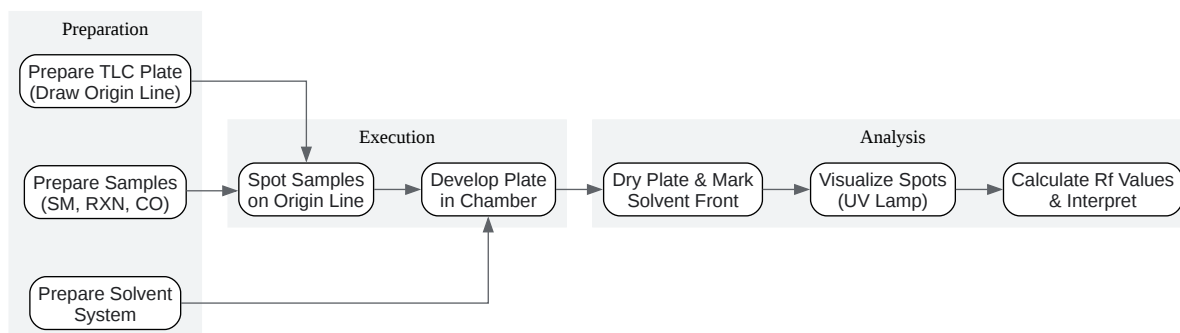 Preparation
Prepare TLC Plate
(Draw Origin Line)
Prepare Samples
(SM, RXN, CO)
Prepare Solvent
System
Execution
Spot Samples
on Origin Line
Develop Plate
in Chamber
Analysis
Dry Plate & Mark
Solvent Front
Visualize Spots
(UV Lamp)
Calculate Rf Values
& Interpret